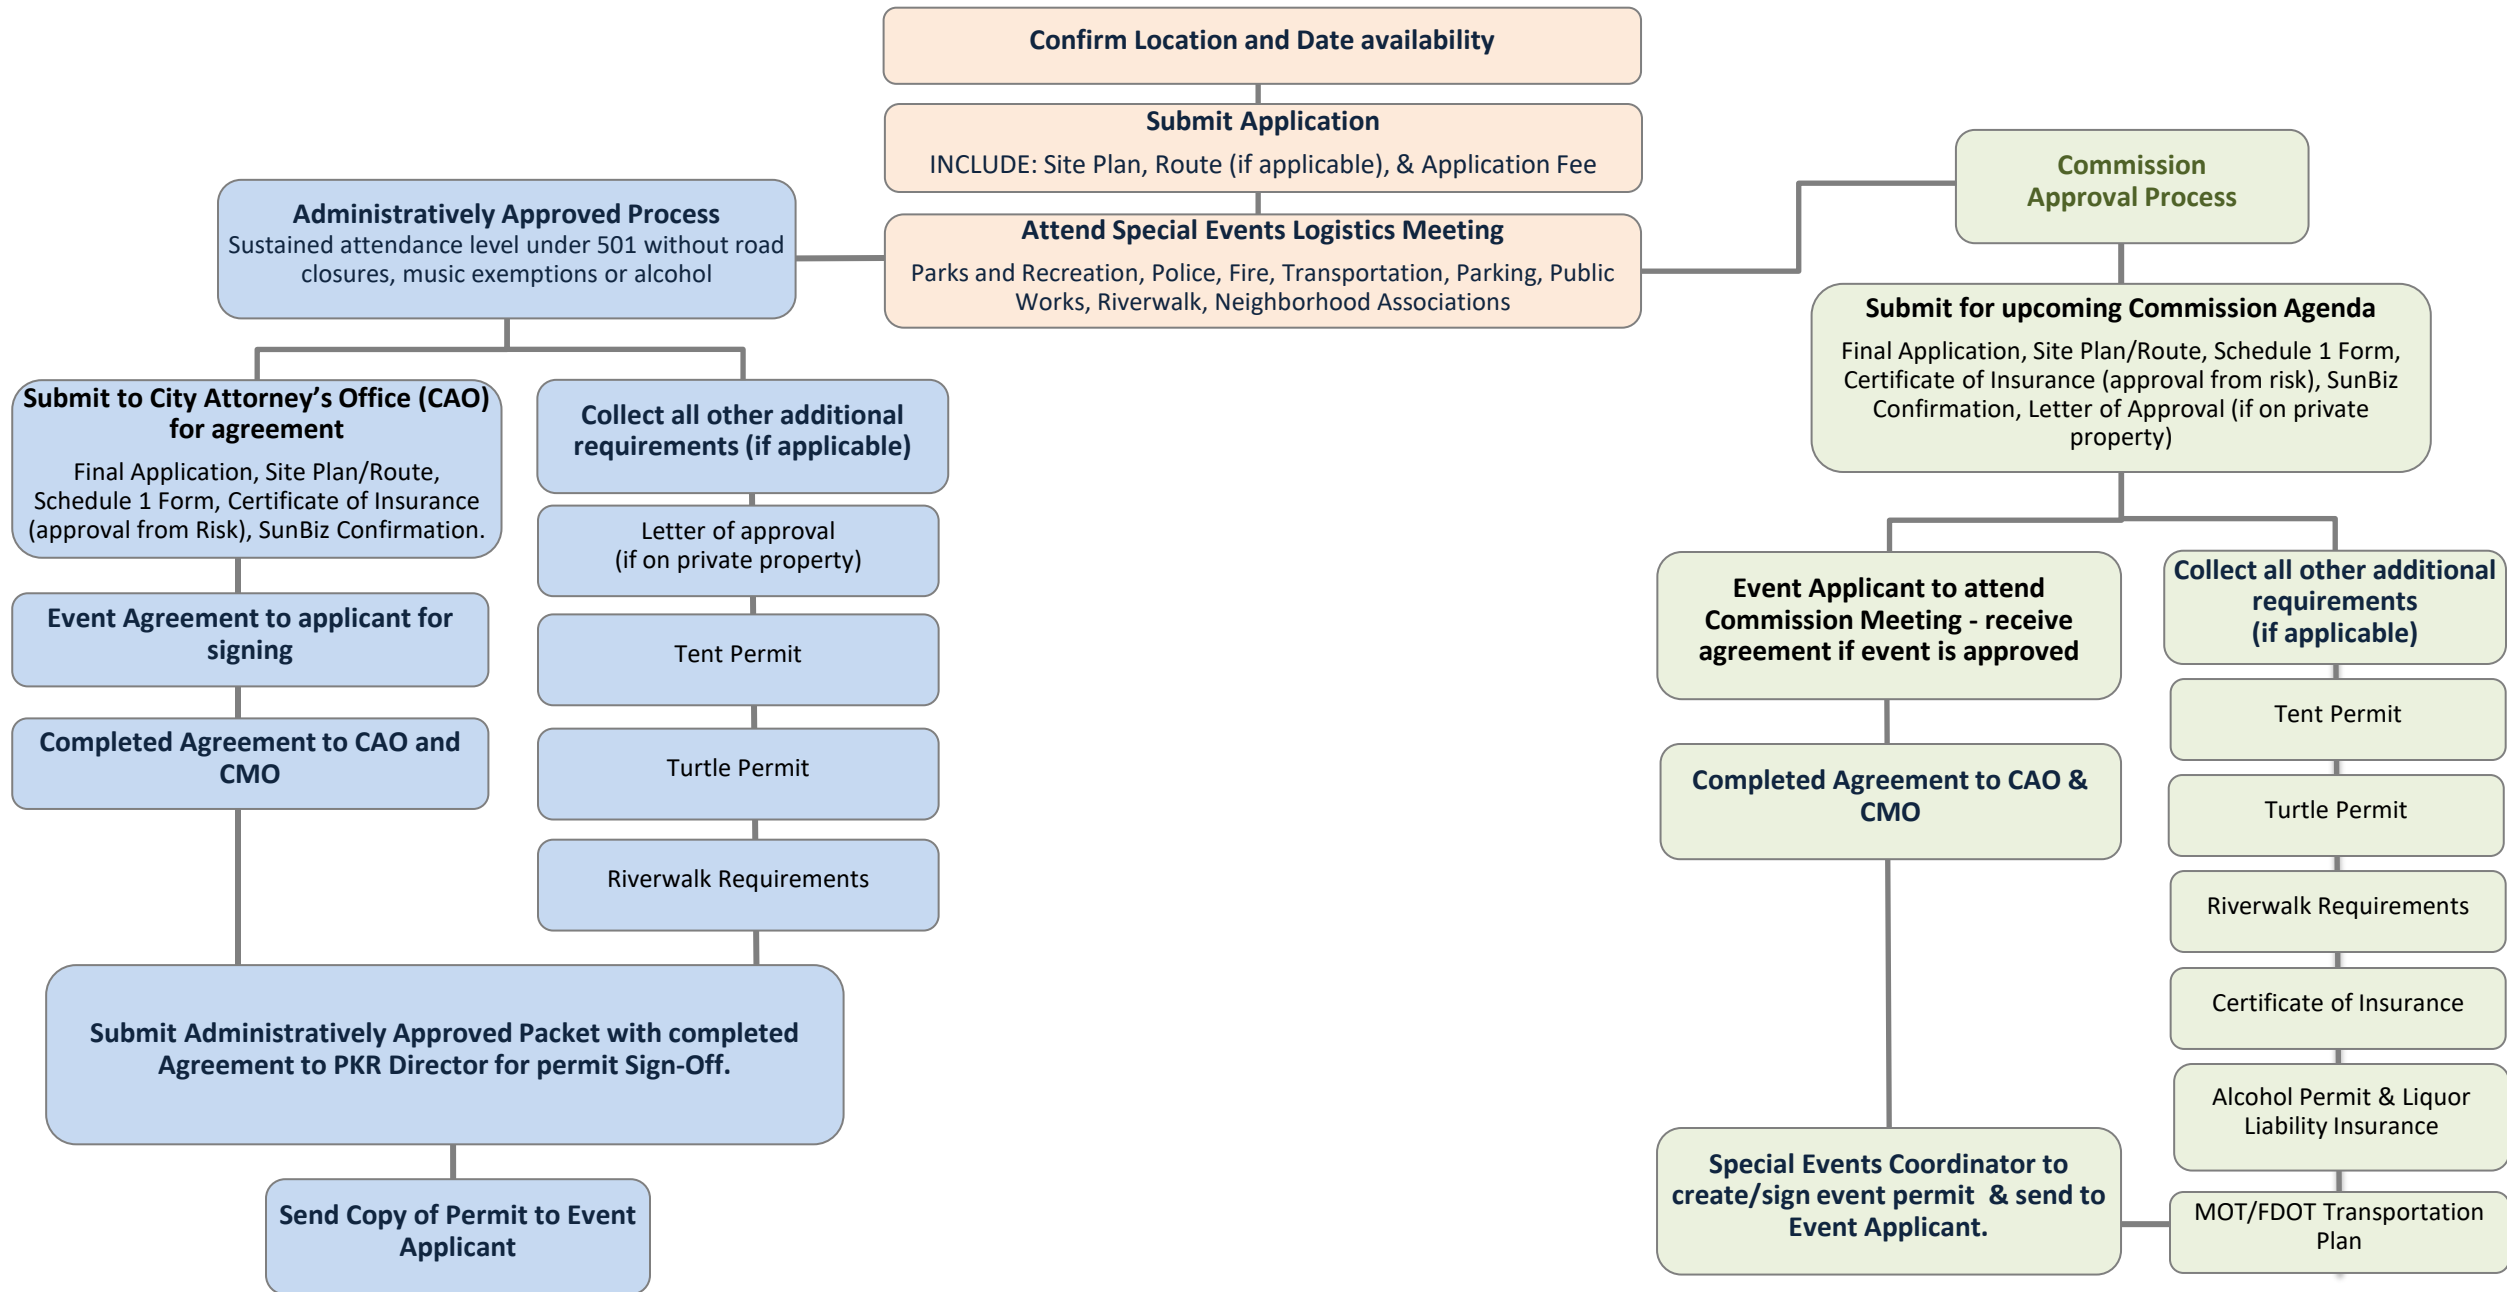 Confirm Location and Date availability
Submit Application
INCLUDE: Site Plan, Route (if applicable), & Application Fee
Attend Special Events Logistics Meeting
Parks and Recreation, Police, Fire, Transportation, Parking, Public
Works, Riverwalk, Neighborhood Associations
Administratively Approved Process
Sustained attendance level under 501 without road
closures, music exemptions or alcohol
Submit to City Attorney’s Office (CAO)
for agreement
Final Application, Site Plan/Route,
Schedule 1 Form, Certificate of Insurance
(approval from Risk), SunBiz Confirmation.
Event Agreement to applicant for
signing
Completed Agreement to CAO and
CMO
Collect all other additional
requirements (if applicable)
Letter of approval
(if on private property)
Tent Permit
Turtle Permit
Riverwalk Requirements
Submit Administratively Approved Packet with completed
Agreement to PKR Director for permit Sign-Off.
Send Copy of Permit to Event
Applicant
Commission
Approval Process
Submit for upcoming Commission Agenda
Final Application, Site Plan/Route, Schedule 1 Form,
Certificate of Insurance (approval from risk), SunBiz
Confirmation, Letter of Approval (if on private
property)
Event Applicant to attend
Commission Meeting - receive
agreement if event is approved
Completed Agreement to CAO &
CMO
Special Events Coordinator to
create/sign event permit & send to
Event Applicant.
Collect all other additional
requirements
(if applicable)
Tent Permit
Turtle Permit
Riverwalk Requirements
Certificate of Insurance
Alcohol Permit & Liquor
Liability Insurance
MOT/FDOT Transportation
Plan